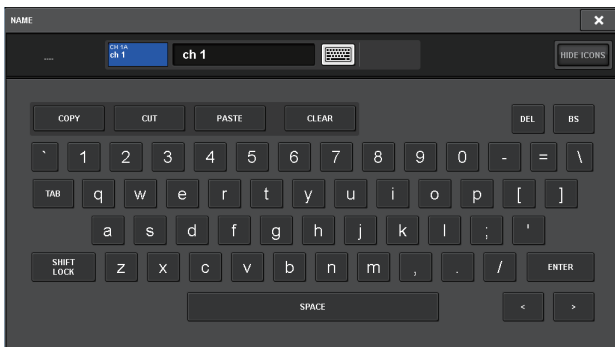 NAME
CH 1A
ch 1
ch 1
HIDE ICONS
COPY CUT PASTE CLEAR DEL BS
` 1 2 3 4 5 6 7 8 9 0 - = \
TAB q w e r t y u i o p [ ]
a s d f g h j k l ; '
SHIFT LOCK z x c v b n m , . / ENTER
SPACE < >